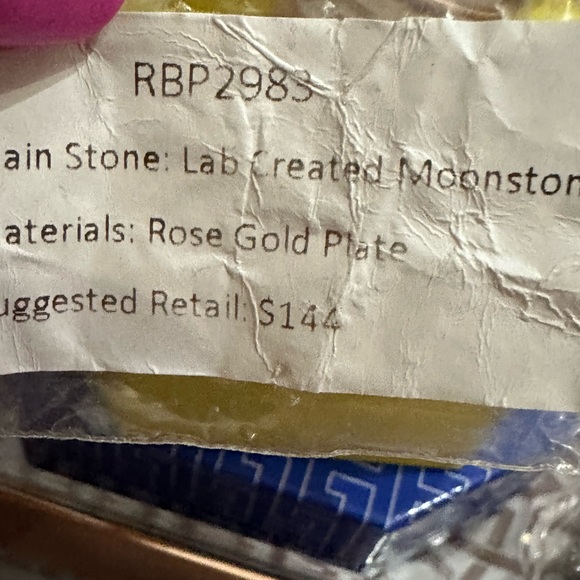 RBP2983
ain Stone: Lab Created Moonston
aterials: Rose Gold Plate
uggested Retail: $144